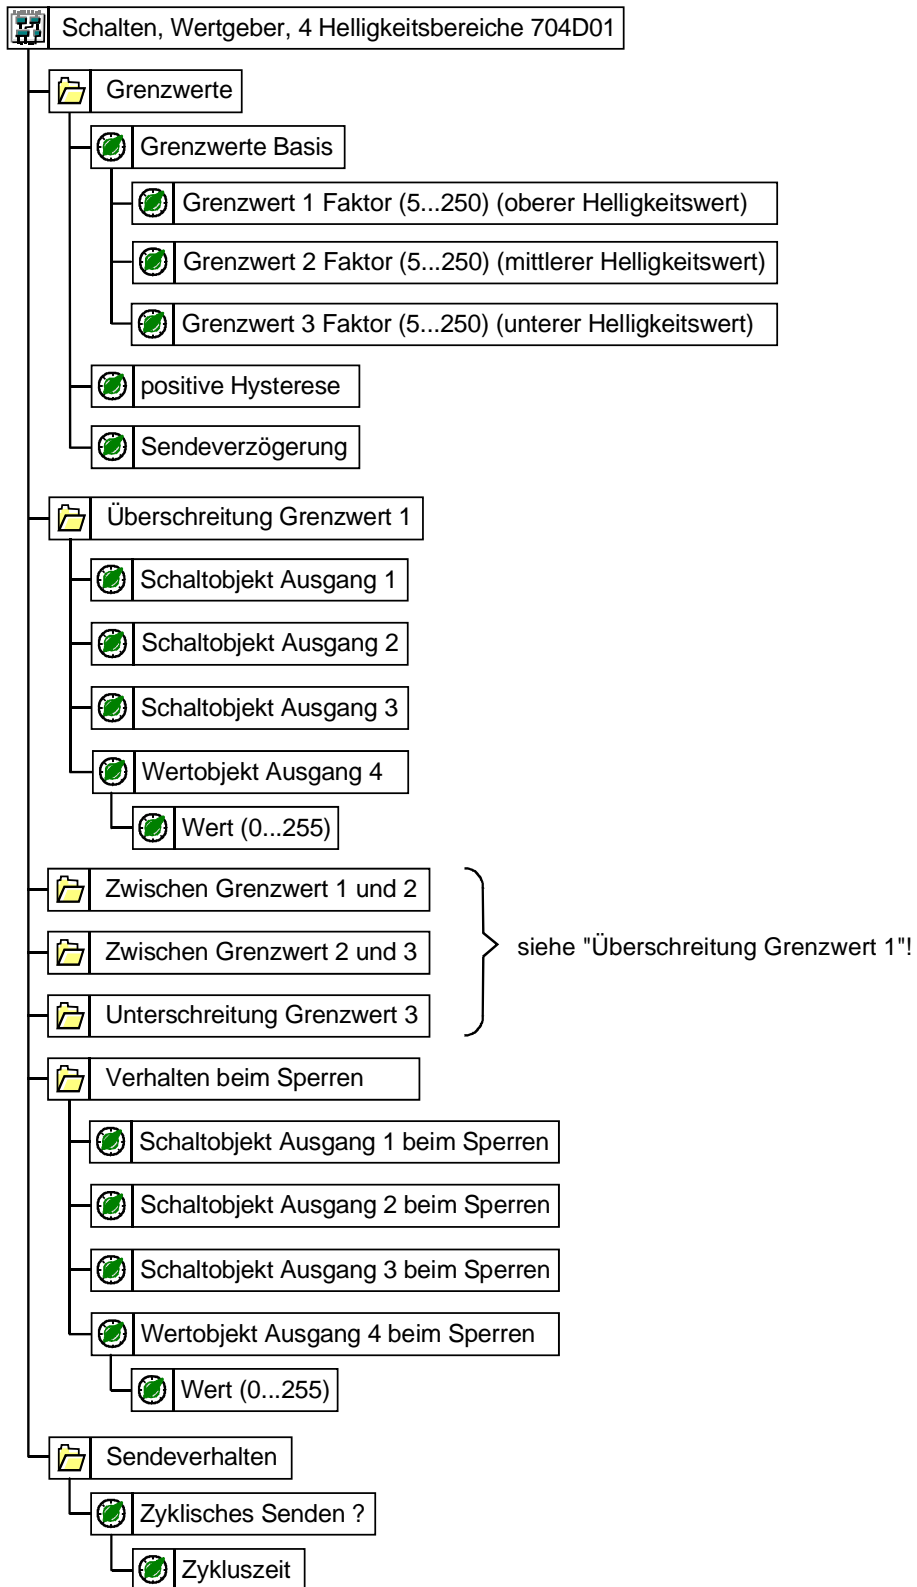 Schalten, Wertgeber, 4 Helligkeitsbereiche 704D01
Grenzwerte
Grenzwerte Basis
Grenzwert 1 Faktor (5...250) (oberer Helligkeitswert)
Grenzwert 2 Faktor (5...250) (mittlerer Helligkeitswert)
Grenzwert 3 Faktor (5...250) (unterer Helligkeitswert)
positive Hysterese
Sendeverzögerung
Überschreitung Grenzwert 1
Schaltobjekt Ausgang 1
Schaltobjekt Ausgang 2
Schaltobjekt Ausgang 3
Wertobjekt Ausgang 4
Wert (0...255)
Zwischen Grenzwert 1 und 2
Zwischen Grenzwert 2 und 3
siehe "Überschreitung Grenzwert 1"!
Unterschreitung Grenzwert 3
Verhalten beim Sperren
Schaltobjekt Ausgang 1 beim Sperren
Schaltobjekt Ausgang 2 beim Sperren
Schaltobjekt Ausgang 3 beim Sperren
Wertobjekt Ausgang 4 beim Sperren
Wert (0...255)
Sendeverhalten
Zyklisches Senden ?
Zykluszeit